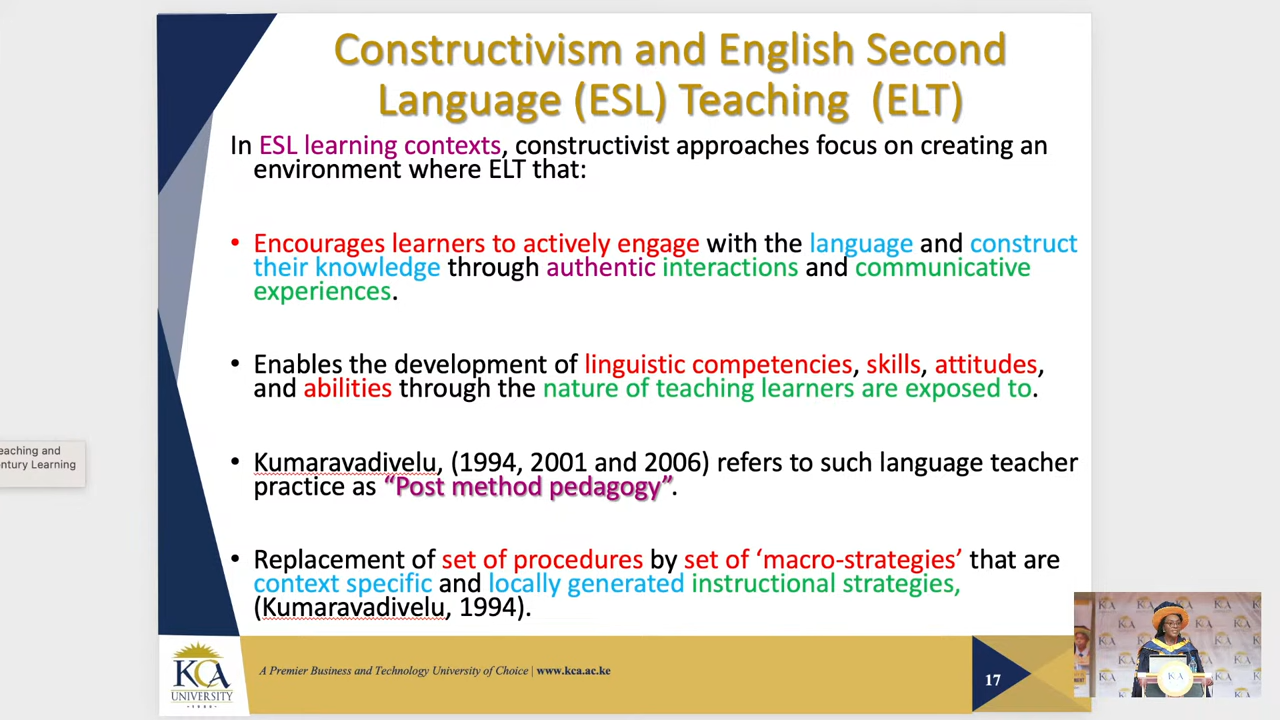 Constructivism and English Second
Language (ESL) Teaching (ELT)
In ESL learning contexts, constructivist approaches focus on creating an
environment where ELT that:
• Encourages learners to actively engage with the language and construct
their knowledge through authentic interactions and communicative
experiences.
• Enables the development of linguistic competencies, skills, attitudes,
and abilities through the nature of teaching learners are exposed to.
eaching and
entury Learning
• Kumaravadivelu, (1994, 2001 and 2006) refers to such language teacher
practice as “Post method pedagogy”.
• Replacement of set of procedures by set of ‘macro-strategies’ that are
context specific and locally generated instructional strategies,
(Kumaravadivelu, 1994).
KCA
UNIVERSITY
A Premier Business and Technology University of Choice | www.kca.ac.ke
17